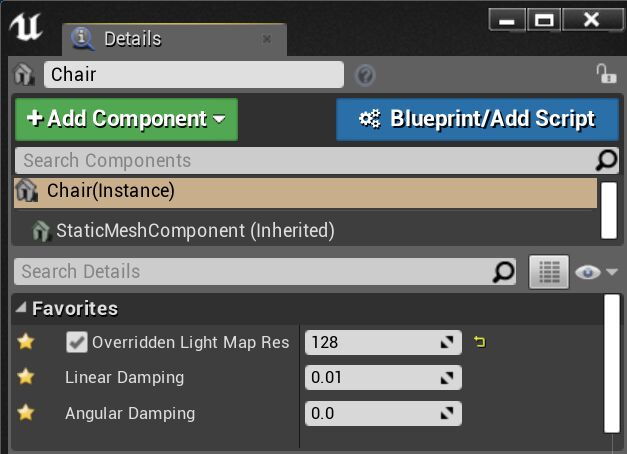 Details
Chair
Add Component
Blueprint/Add Script
Search Components
Chair(Instance)
StaticMeshComponent (Inherited)
Search Details
Favorites
Overridden Light Map Res 128
Linear Damping 0.01
Angular Damping 0.0